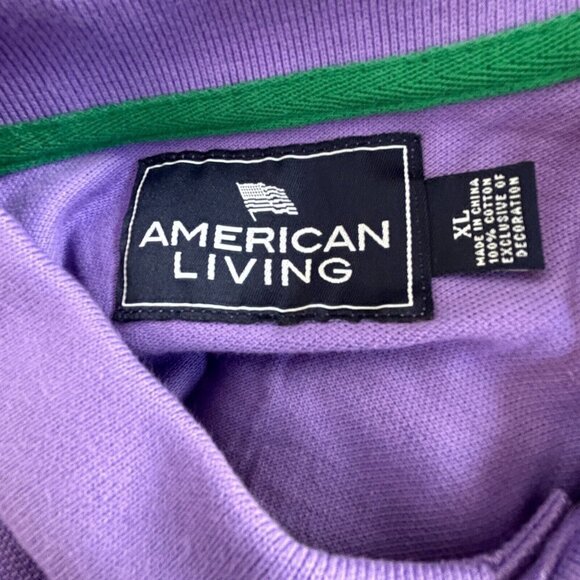 AMERICAN
LIVING
XL
MADE IN CHINA
100% COTTON
EXCLUSIVE OF
DECORATION